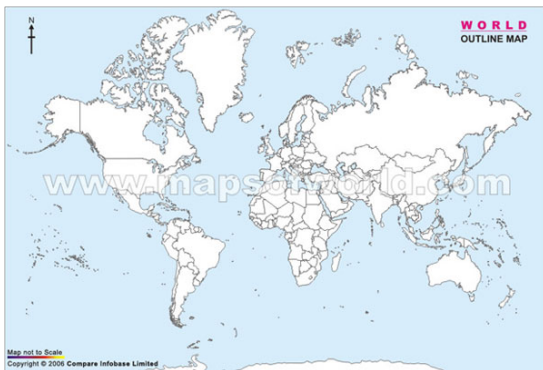 N
WORLD
OUTLINE MAP
www.mapsofworld.com
Map not to Scale
Copyright © 2006 Compare Infobase Limited